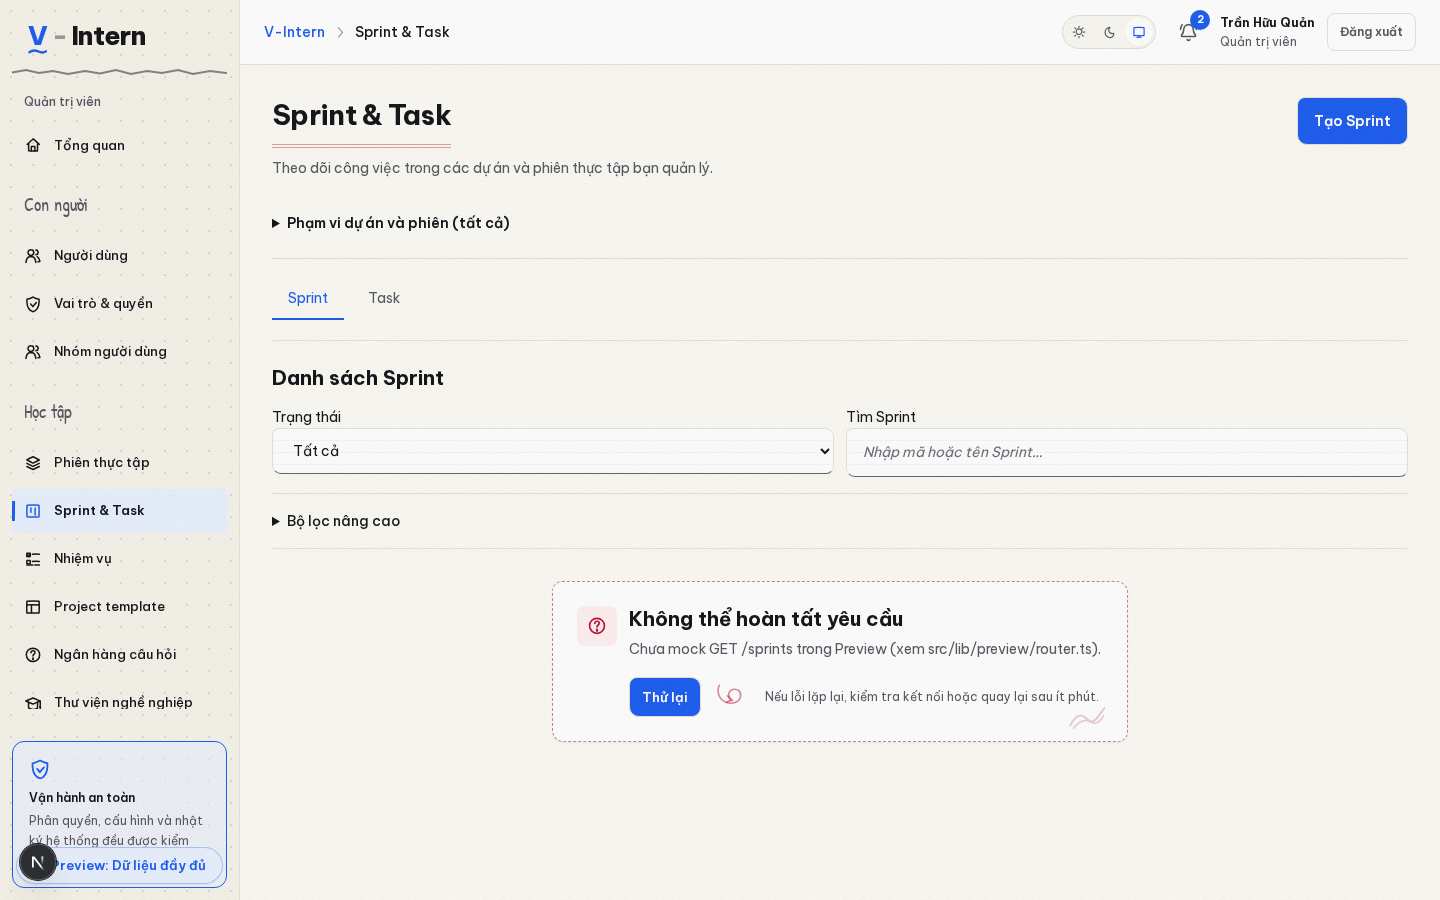 V - Intern
Quản trị viên
Tổng quan
Con người
Người dùng
Vai trò & quyền
Nhóm người dùng
Học tập
Phiên thực tập
Sprint & Task
Nhiệm vụ
Project template
Ngân hàng câu hỏi
Thư viện nghề nghiệp
Vận hành an toàn
Phân quyền, cấu hình và nhật
ký hệ thống đều được kiểm
Preview: Dữ liệu đầy đủ
V-Intern
Sprint & Task
2
Trần Hữu Quản
Quản trị viên
Đăng xuất
Sprint & Task
Tạo Sprint
Theo dõi công việc trong các dự án và phiên thực tập bạn quản lý.
Phạm vi dự án và phiên (tất cả)
Sprint
Task
Danh sách Sprint
Trạng thái
Tìm Sprint
Tất cả
Nhập mã hoặc tên Sprint...
Bộ lọc nâng cao
Không thể hoàn tất yêu cầu
Chưa mock GET /sprints trong Preview (xem src/lib/preview/router.ts).
Thử lại
Nếu lỗi lặp lại, kiểm tra kết nối hoặc quay lại sau ít phút.